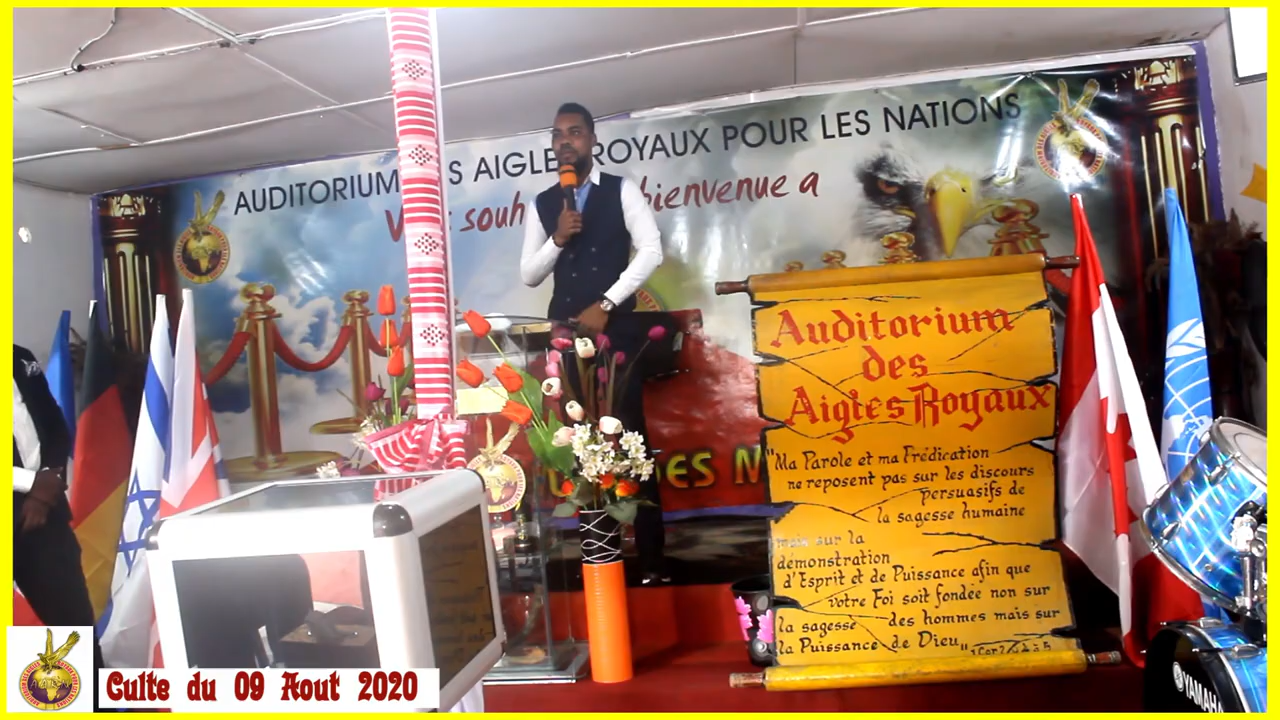 AUDITORIUM
S AIGLE
ROYAUX POUR LES NATIONS
souh
bienvenue a
DES M
Auditorium
des
Aigles Royaux
"Ma Parole et ma Prédication
ne reposent pas sur les discours
persuasifs de
la sagesse humaine
mais sur la
démonstration
d'Esprit et de Puissance afin que
votre Foi soit fondée non sur
la sagesse des hommes mais sur
la Puissance de Dieu"
YAMAHA
Culte du 09 Aout 2020